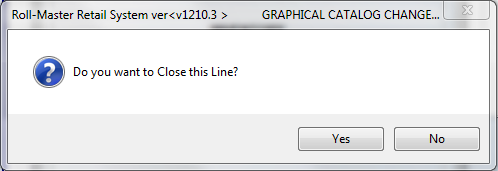 Roll-Master Retail System ver<v1210.3 > GRAPHICAL CATALOG CHANGE...
Do you want to Close this Line?
Yes No